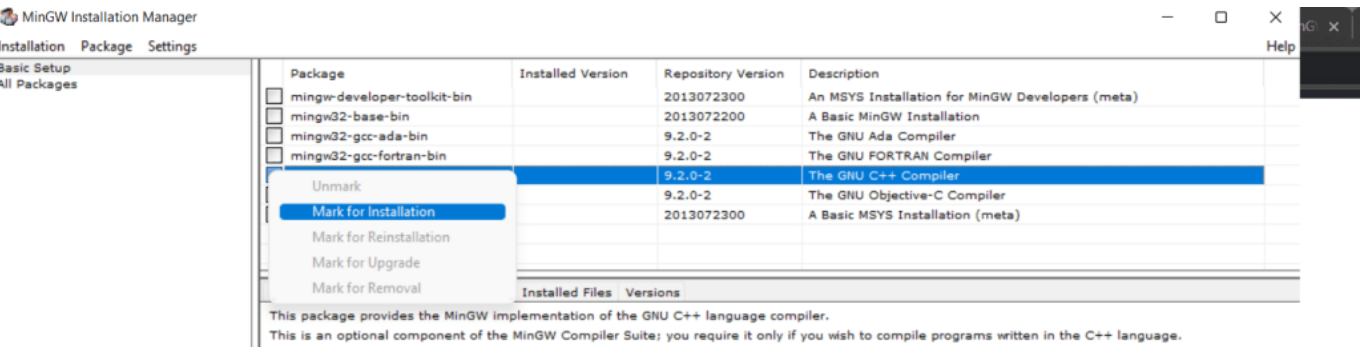 MinGW Installation Manager
Installation Package Settings Help
Basic Setup
All Packages
Package Installed Version Repository Version Description
mingw-developer-toolkit-bin 2013072300 An MSYS Installation for MinGW Developers (meta)
mingw32-base-bin 2013072200 A Basic MinGW Installation
mingw32-gcc-ada-bin 9.2.0-2 The GNU Ada Compiler
mingw32-gcc-fortran-bin 9.2.0-2 The GNU FORTRAN Compiler
9.2.0-2 The GNU C++ Compiler
9.2.0-2 The GNU Objective-C Compiler
2013072300 A Basic MSYS Installation (meta)
Unmark
Mark for Installation
Mark for Reinstallation
Mark for Upgrade
Mark for Removal
Installed Files Versions
This package provides the MinGW implementation of the GNU C++ language compiler.
This is an optional component of the MinGW Compiler Suite; you require it only if you wish to compile programs written in the C++ language.